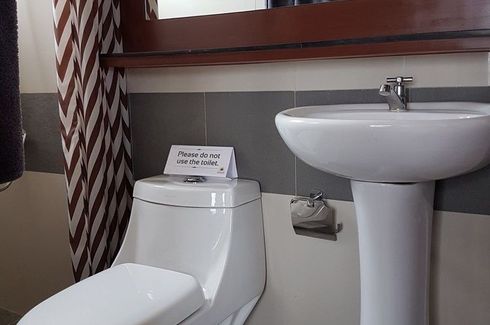 Please do not
use the toilet.